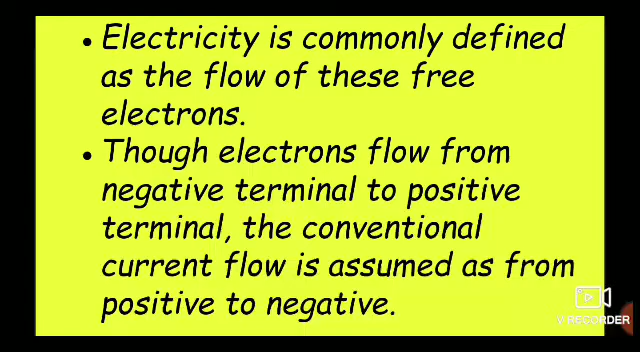 • Electricity is commonly defined
as the flow of these free
electrons.
• Though electrons flow from
negative terminal to positive
terminal, the conventional
current flow is assumed as from
positive to negative.
V RECORDER